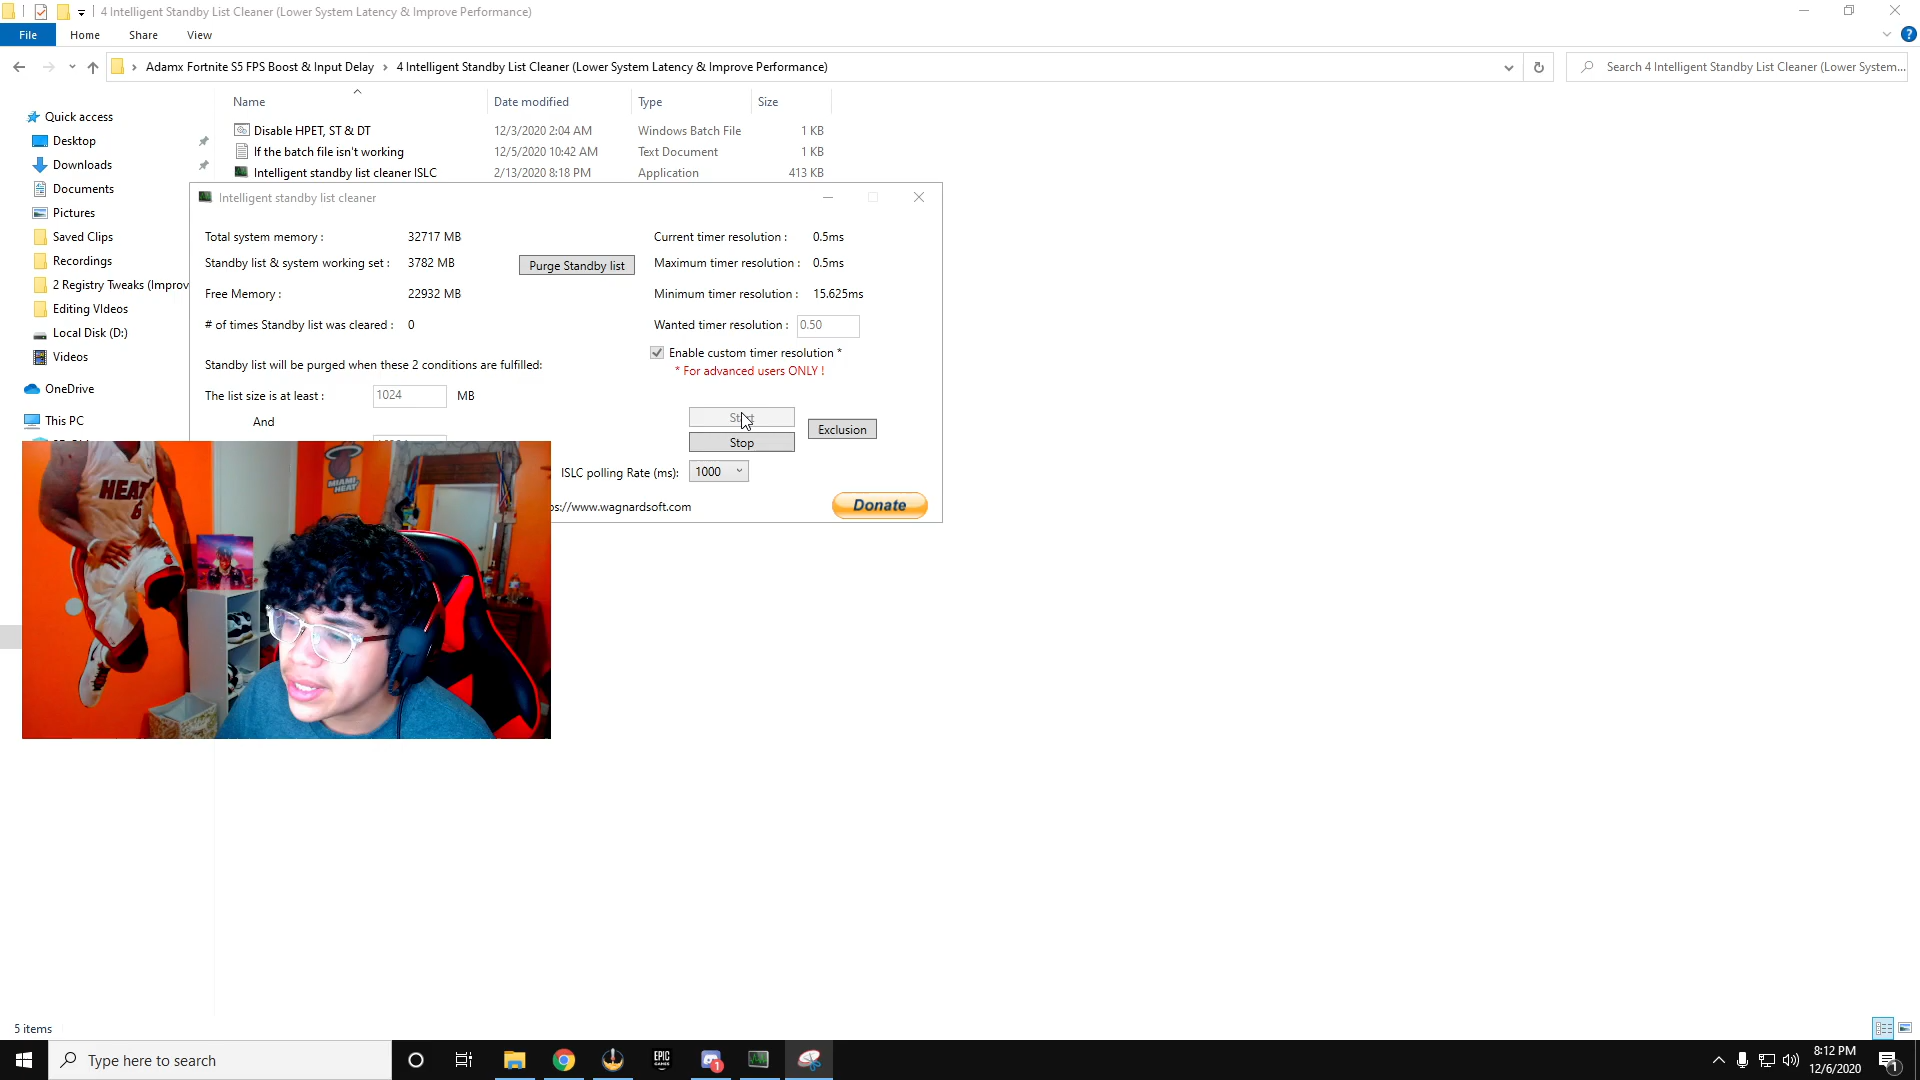 4 Intelligent Standby List Cleaner (Lower System Latency & Improve Performance)
File Home Share View
Adamx Fortnite S5 FPS Boost & Input Delay 4 Intelligent Standby List Cleaner (Lower System Latency & Improve Performance)
Search 4 Intelligent Standby List Cleaner (Lower System...
Name Date modified Type Size
Disable HPET, ST & DT 12/3/2020 2:04 AM Windows Batch File 1 KB
If the batch file isn't working 12/5/2020 10:42 AM Text Document 1 KB
Intelligent standby list cleaner ISLC 2/13/2020 8:18 PM Application 413 KB
Quick access
Desktop
Downloads
Documents
Pictures
Saved Clips
Recordings
2 Registry Tweaks (Improv
Editing VIdeos
Local Disk (D:)
Videos
OneDrive
This PC
Intelligent standby list cleaner
Total system memory : 32717 MB
Standby list & system working set : 3782 MB
Purge Standby list
Free Memory : 22932 MB
# of times Standby list was cleared : 0
Standby list will be purged when these 2 conditions are fulfilled:
The list size is at least : 1024 MB
And
Current timer resolution : 0.5ms
Maximum timer resolution : 0.5ms
Minimum timer resolution : 15.625ms
Wanted timer resolution : 0.50
Enable custom timer resolution *
* For advanced users ONLY !
Start
Stop
Exclusion
ISLC polling Rate (ms): 1000
ps://www.wagnardsoft.com
Donate
HEAT
6
MIAMI
HEAT
5 items
Type here to search
EPIC
GAMES
1
8:12 PM
12/6/2020
1